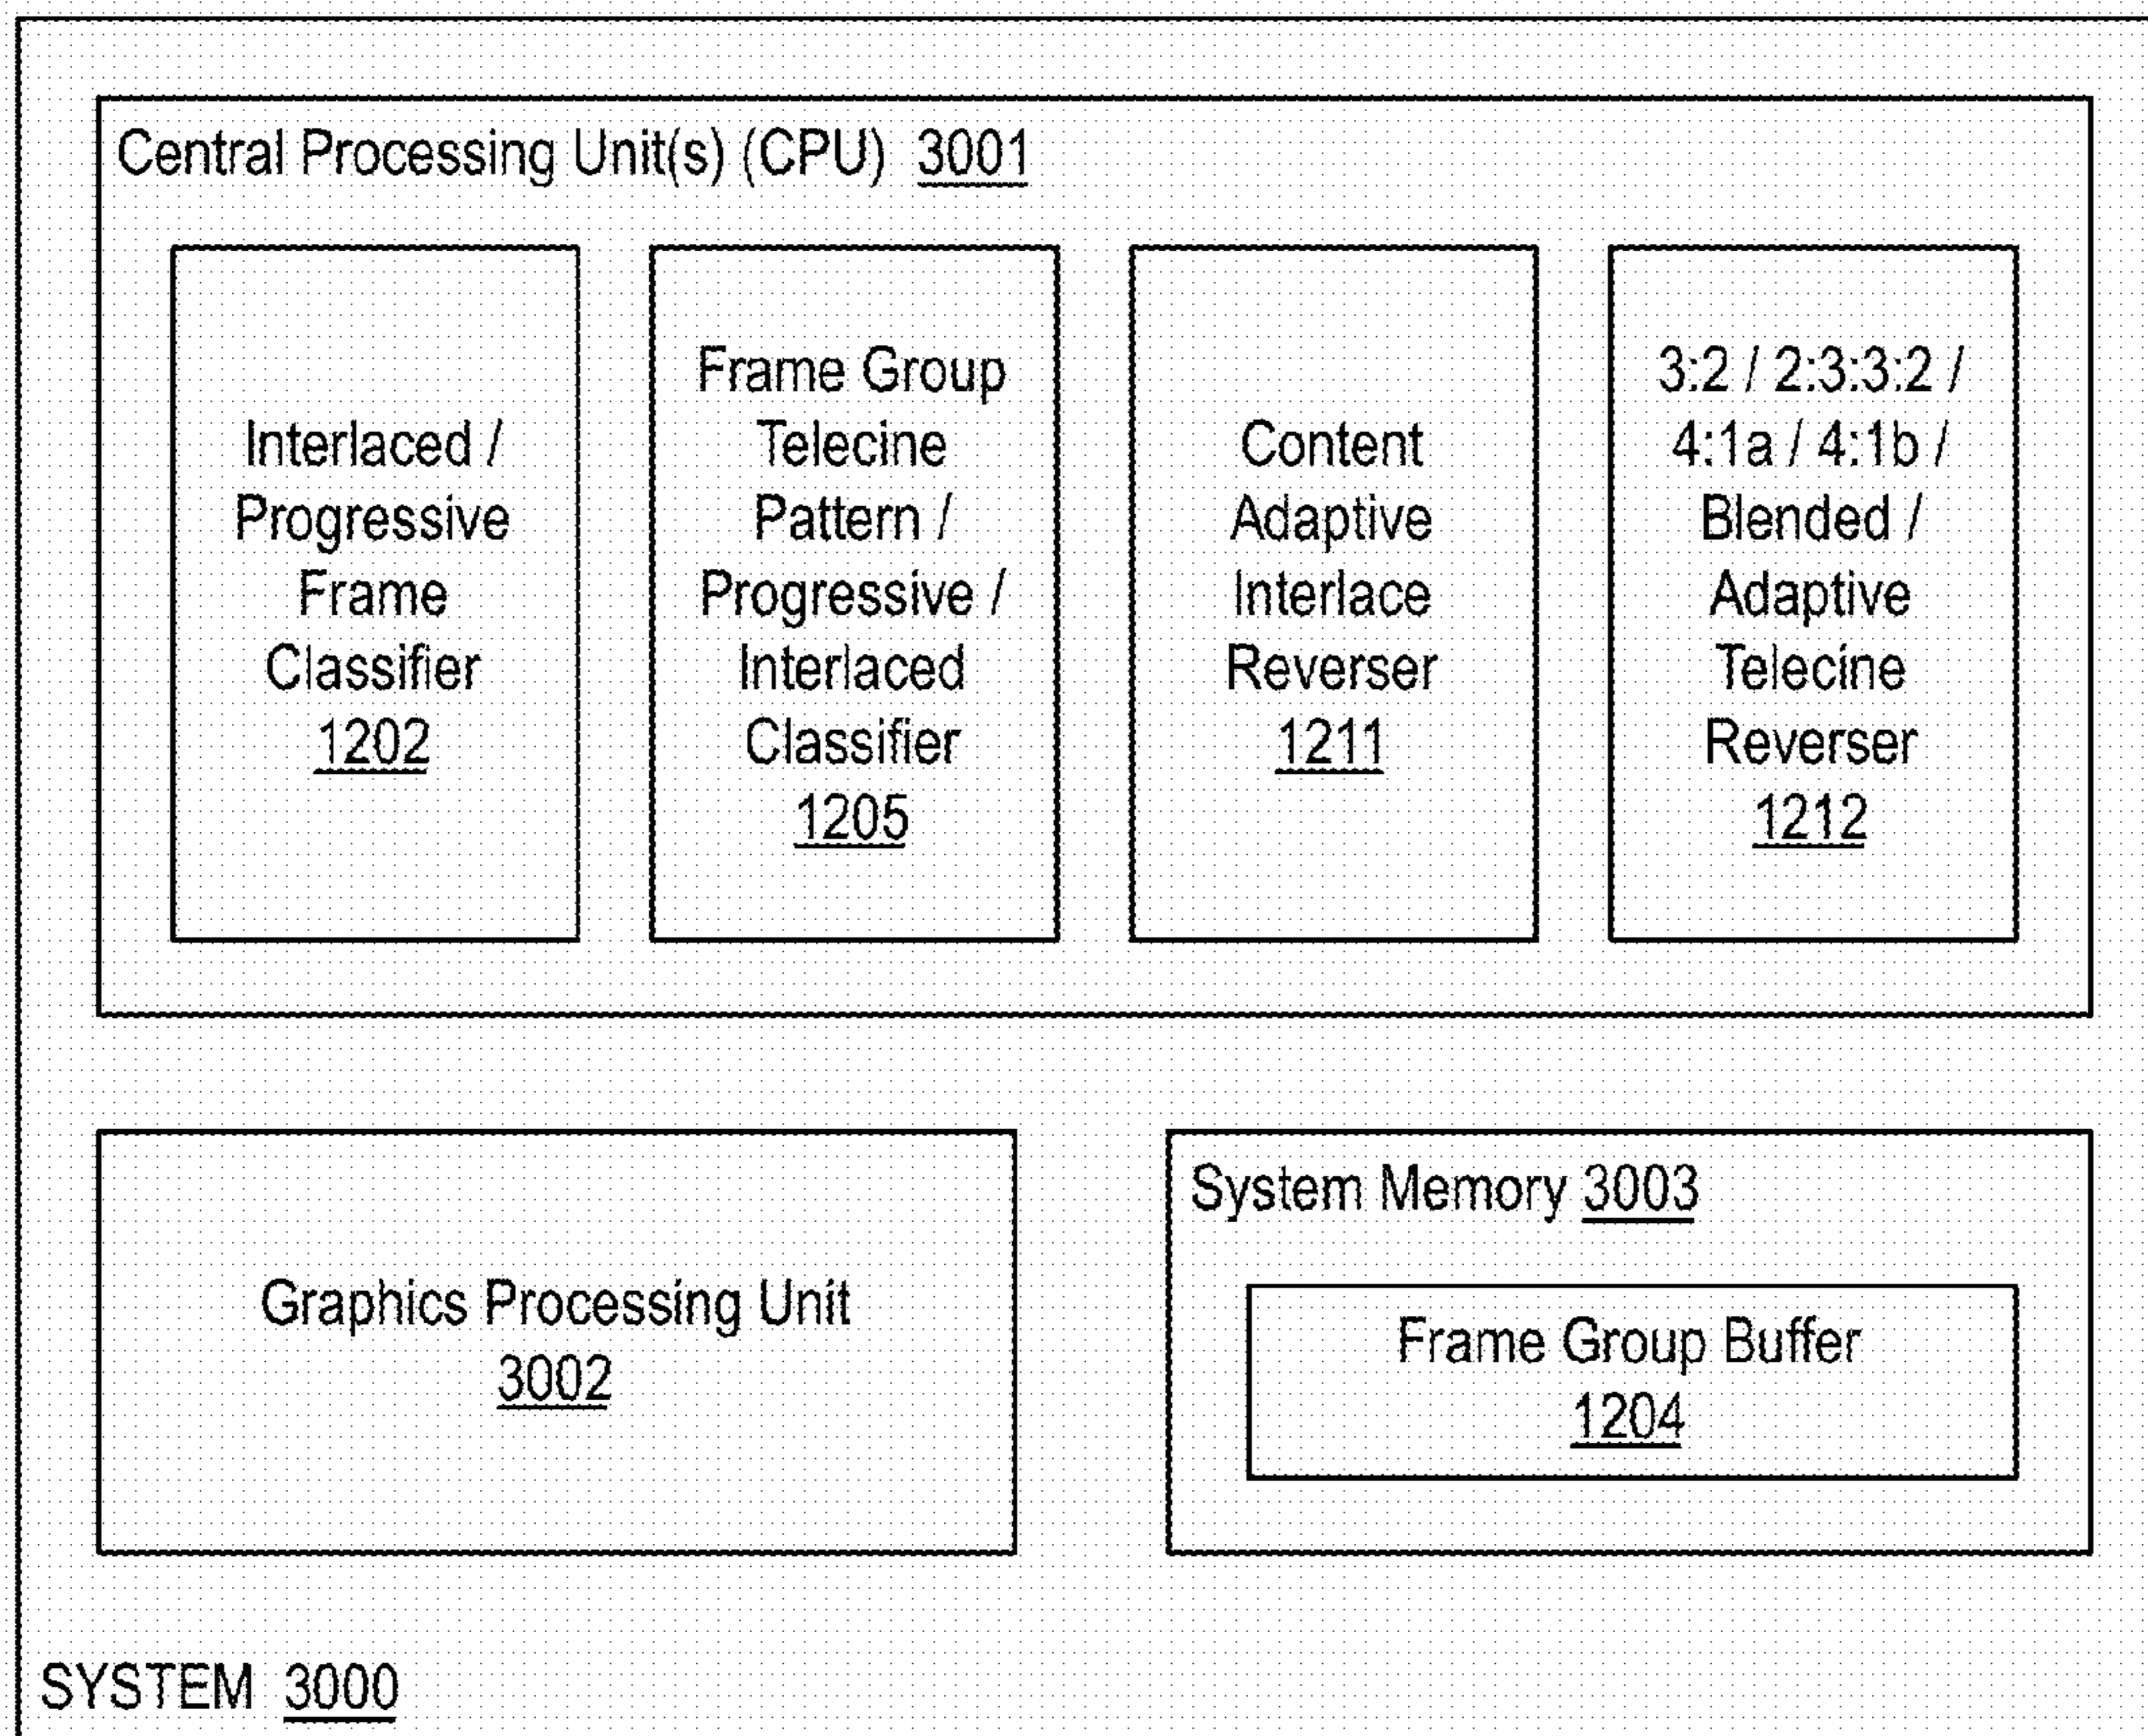 Central Processing Unit(s) (CPU) 3001
Interlaced /
Progressive
Frame
Classifier
1202
Frame Group
Telecine
Pattern /
Progressive /
Interlaced
Classifier
1205
Content
Adaptive
Interlace
Reverser
1211
3:2 / 2:3:3:2 /
4:1a / 4:1b /
Blended /
Adaptive
Telecine
Reverser
1212
Graphics Processing Unit
3002
System Memory 3003
Frame Group Buffer
1204
SYSTEM 3000